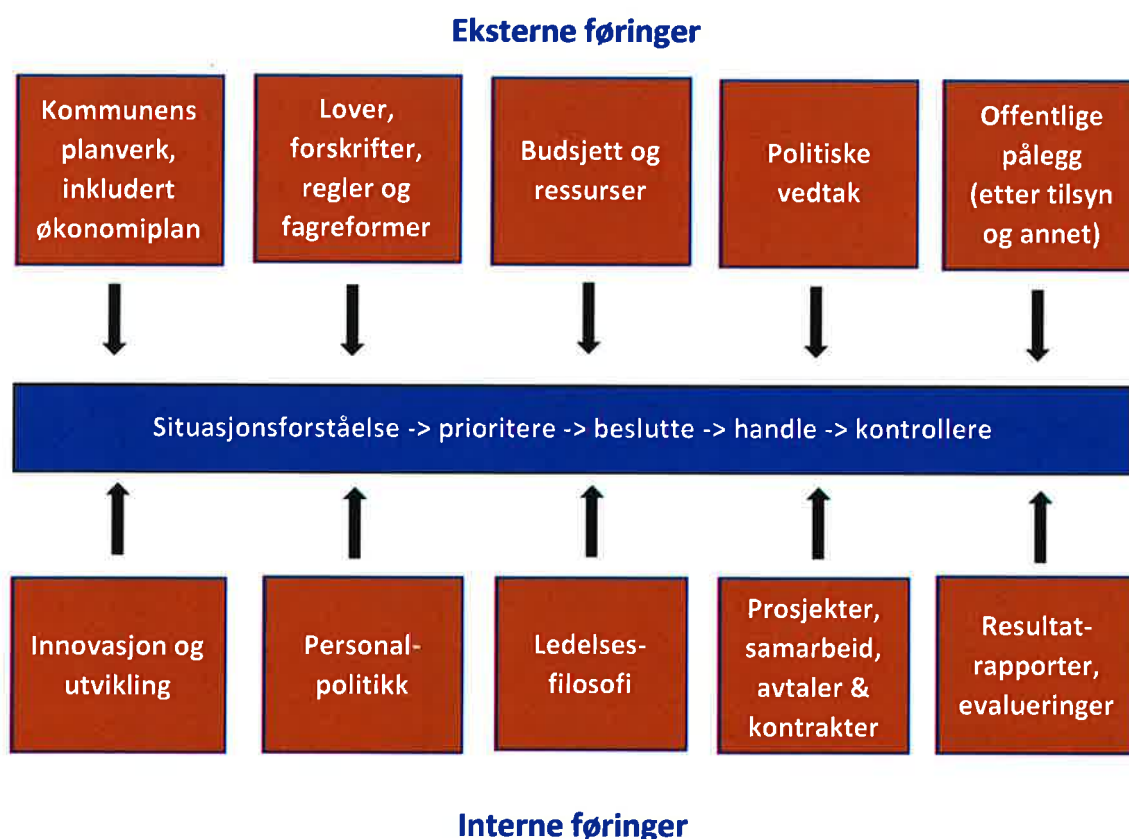 Eksterne føringer
Kommunens
planverk,
inkludert
økonomiplan
Lover,
forskrifter,
regler og
fagreformer
Budsjett og
ressurser
Politiske
vedtak
Offentlige
pålegg
(etter tilsyn
og annet)
Situasjonsforståelse -> prioritere -> beslutte -> handle -> kontrollere
Innovasjon og
utvikling
Personal-
politikk
Ledelses-
filosofi
Prosjekter,
samarbeid,
avtaler &
kontrakter
Resultat-
rapporter,
evalueringer
Interne føringer